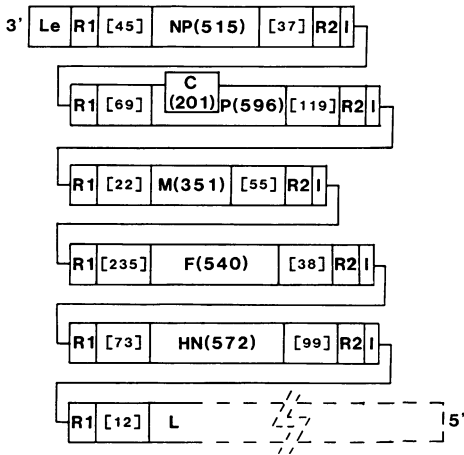 3' Le R1 [45] NP(515) [37] R2 I
C
R1 [69] (201) P(596) [119] R2 I
R1 [22] M(351) [55] R2 I
R1 [235] F(540) [38] R2 I
R1 [73] HN(572) [99] R2 I
R1 [12] L 5'